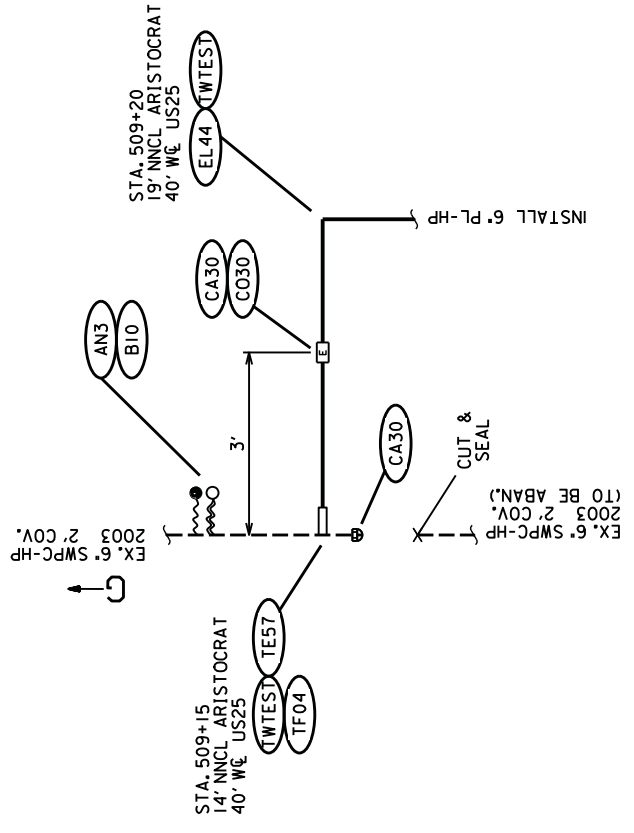 STA. 509+20
19' NNCL ARISTOCRAT
40' W℄ US25
EL44
TWTEST
CA30
CO30
AN3
B10
3'
E
INSTALL 6" PL-HP
CA30
CUT &
SEAL
EX. 6" SWPC-HP
2003 2' COV.
EX. 6" SWPC-HP
2003 2' COV.
(TO BE ABAN.)
G
STA. 509+15
14' NNCL ARISTOCRAT
40' W℄ US25
TWTEST
TE57
TF04